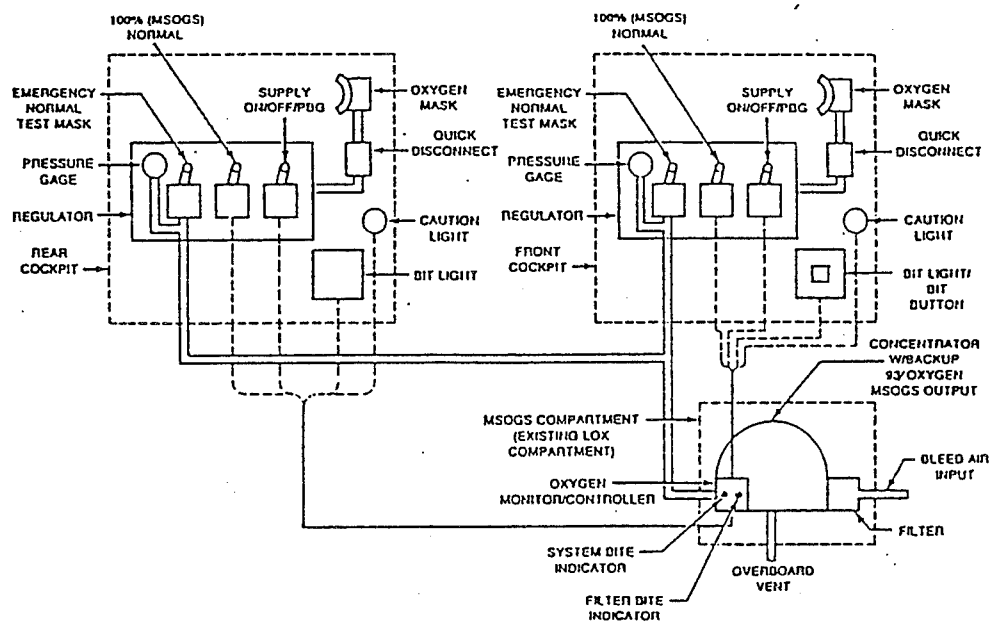 100% (MSOGS)
NORMAL
EMERGENCY
NORMAL
TEST MASK
SUPPLY
ON/OFF/PBG
OXYGEN
MASK
QUICK
DISCONNECT
PRESSURE
GAGE
REGULATOR
CAUTION
LIGHT
REAR
COCKPIT
BIT LIGHT
100% (MSOGS)
NORMAL
EMERGENCY
NORMAL
TEST MASK
SUPPLY
ON/OFF/PBG
OXYGEN
MASK
QUICK
DISCONNECT
PRESSURE
GAGE
REGULATOR
CAUTION
LIGHT
FRONT
COCKPIT
BIT LIGHT/
BIT
BUTTON
CONCENTRATOR
W/BACKUP
93/OXYGEN
MSOGS OUTPUT
MSOGS COMPARTMENT
(EXISTING LOX
COMPARTMENT)
BLEED AIR
INPUT
OXYGEN
MONITOR/CONTROLLER
FILTER
SYSTEM BITE
INDICATOR
OVERBOARD
VENT
FILTER BITE
INDICATOR